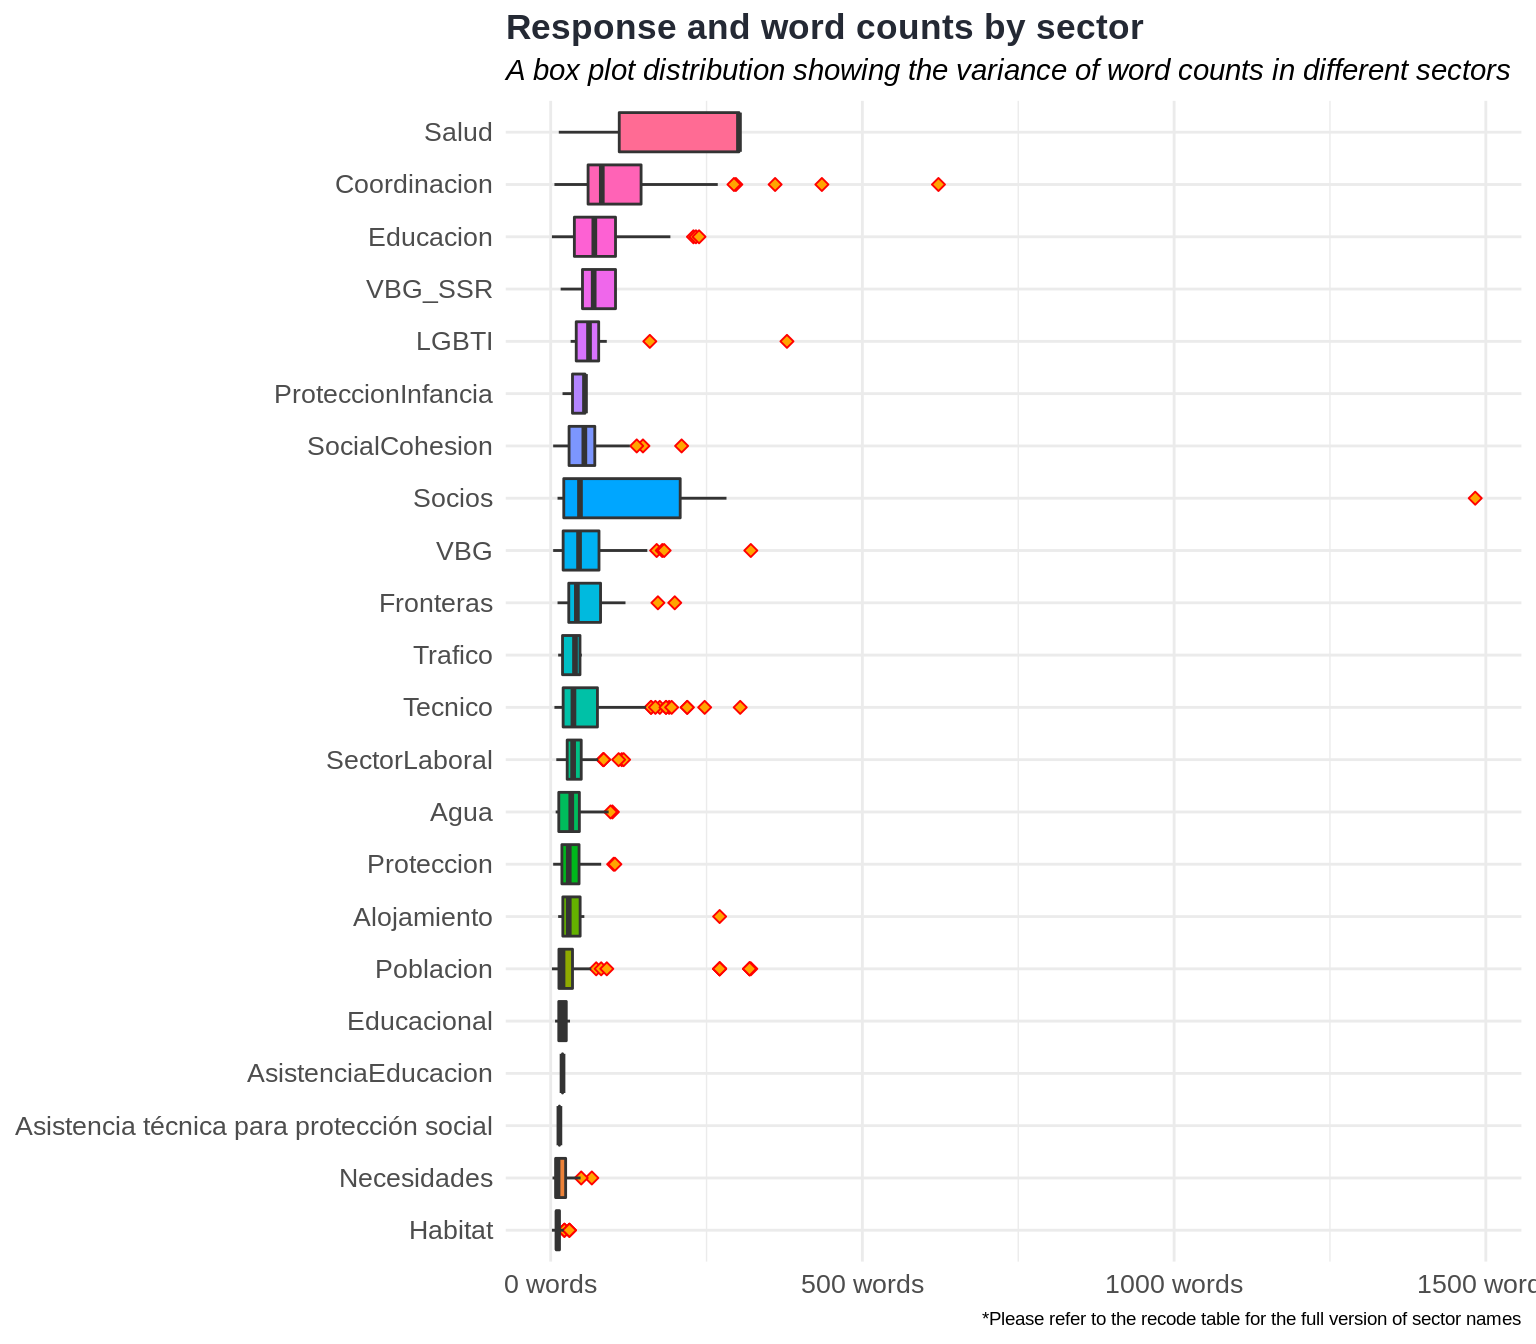 Response and word counts by sector
A box plot distribution showing the variance of word counts in different sectors
Salud
Coordinacion
Educacion
VBG_SSR
LGBTI
ProteccionInfancia
SocialCohesion
Socios
VBG
Fronteras
Trafico
Tecnico
SectorLaboral
Agua
Proteccion
Alojamiento
Poblacion
Educacional
AsistenciaEducacion
Asistencia técnica para protección social
Necesidades
Habitat
0 words 500 words 1000 words 1500 word
*Please refer to the recode table for the full version of sector names